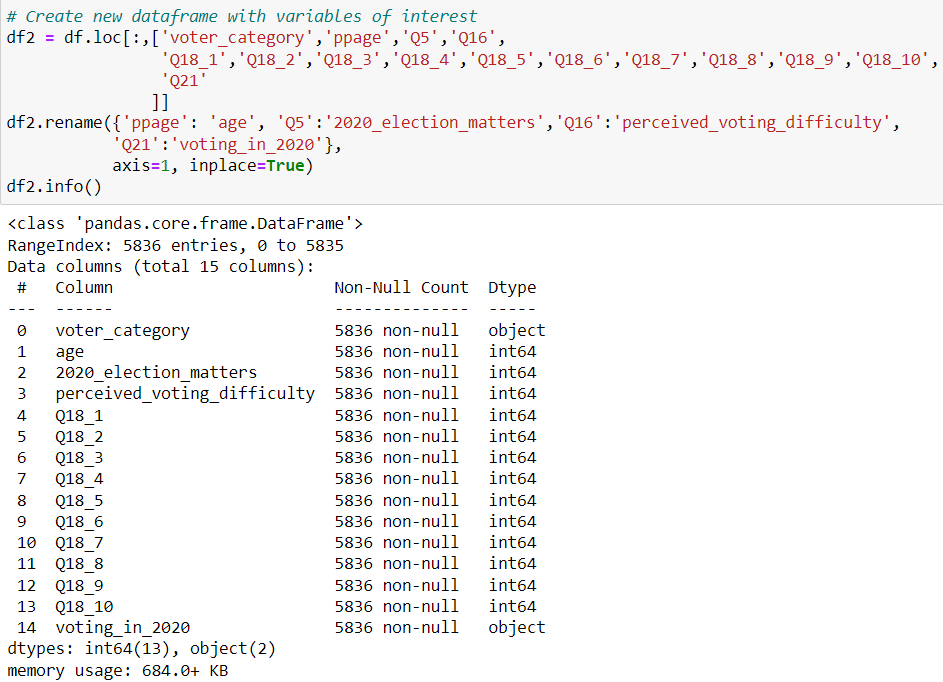 # Create new dataframe with variables of interest
df2 = df.loc[:,['voter_category','ppage','Q5','Q16',
                'Q18_1','Q18_2','Q18_3','Q18_4','Q18_5','Q18_6','Q18_7','Q18_8','Q18_9','Q18_10',
                'Q21'
               ]]
df2.rename({'ppage': 'age', 'Q5':'2020_election_matters','Q16':'perceived_voting_difficulty',
           'Q21':'voting_in_2020'},
           axis=1, inplace=True)
df2.info()
<class 'pandas.core.frame.DataFrame'>
RangeIndex: 5836 entries, 0 to 5835
Data columns (total 15 columns):
 #   Column                       Non-Null Count  Dtype
---  ------                       --------------  -----
 0   voter_category               5836 non-null   object
 1   age                          5836 non-null   int64
 2   2020_election_matters        5836 non-null   int64
 3   perceived_voting_difficulty  5836 non-null   int64
 4   Q18_1                        5836 non-null   int64
 5   Q18_2                        5836 non-null   int64
 6   Q18_3                        5836 non-null   int64
 7   Q18_4                        5836 non-null   int64
 8   Q18_5                        5836 non-null   int64
 9   Q18_6                        5836 non-null   int64
 10  Q18_7                        5836 non-null   int64
 11  Q18_8                        5836 non-null   int64
 12  Q18_9                        5836 non-null   int64
 13  Q18_10                       5836 non-null   int64
 14  voting_in_2020               5836 non-null   object
dtypes: int64(13), object(2)
memory usage: 684.0+ KB